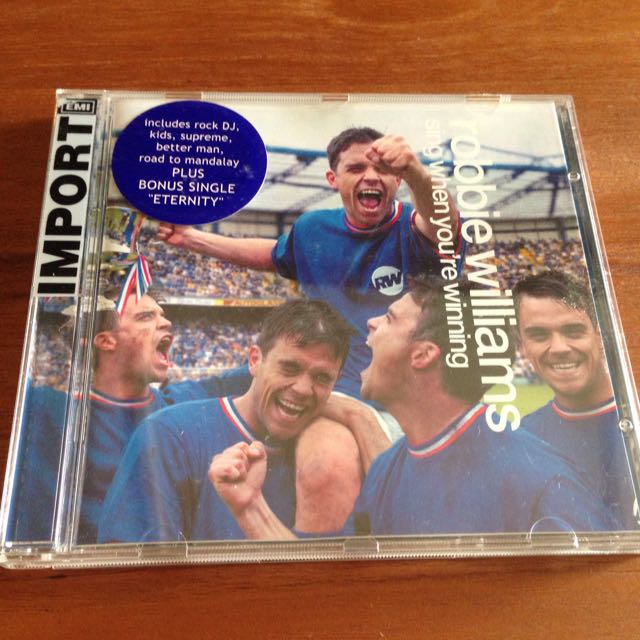 EMI
IMPORT
includes rock DJ,
kids, supreme,
better man,
road to mandalay
PLUS
BONUS SINGLE
"ETERNITY"
robbie williams
sing when you're winning
RW